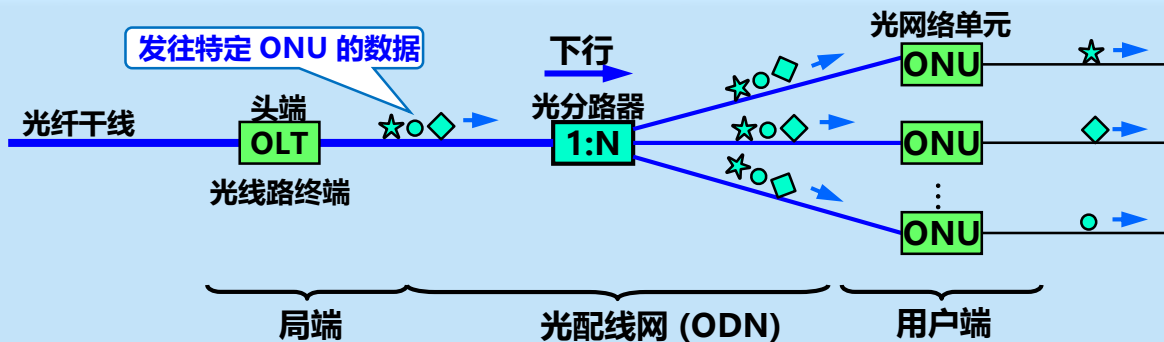 发往特定 ONU 的数据
下行
光网络单元
ONU
光纤干线
头端
OLT
光线路终端
光分路器
1:N
ONU
ONU
局端
光配线网 (ODN)
用户端